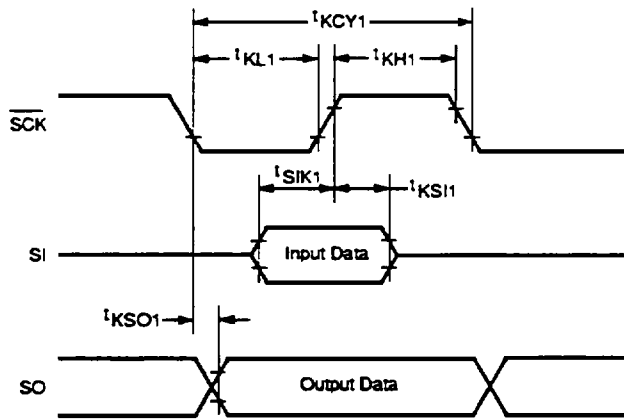 tKCY1
tKL1
tKH1
SCK
tSIK1
tKSI1
SI
Input Data
tKSO1
SO
Output Data